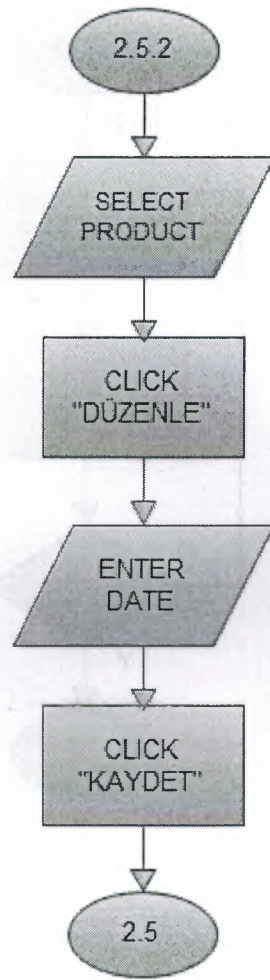 2.5.2
SELECT
PRODUCT
CLICK
"DÜZENLE"
ENTER
DATE
CLICK
"KAYDET"
2.5